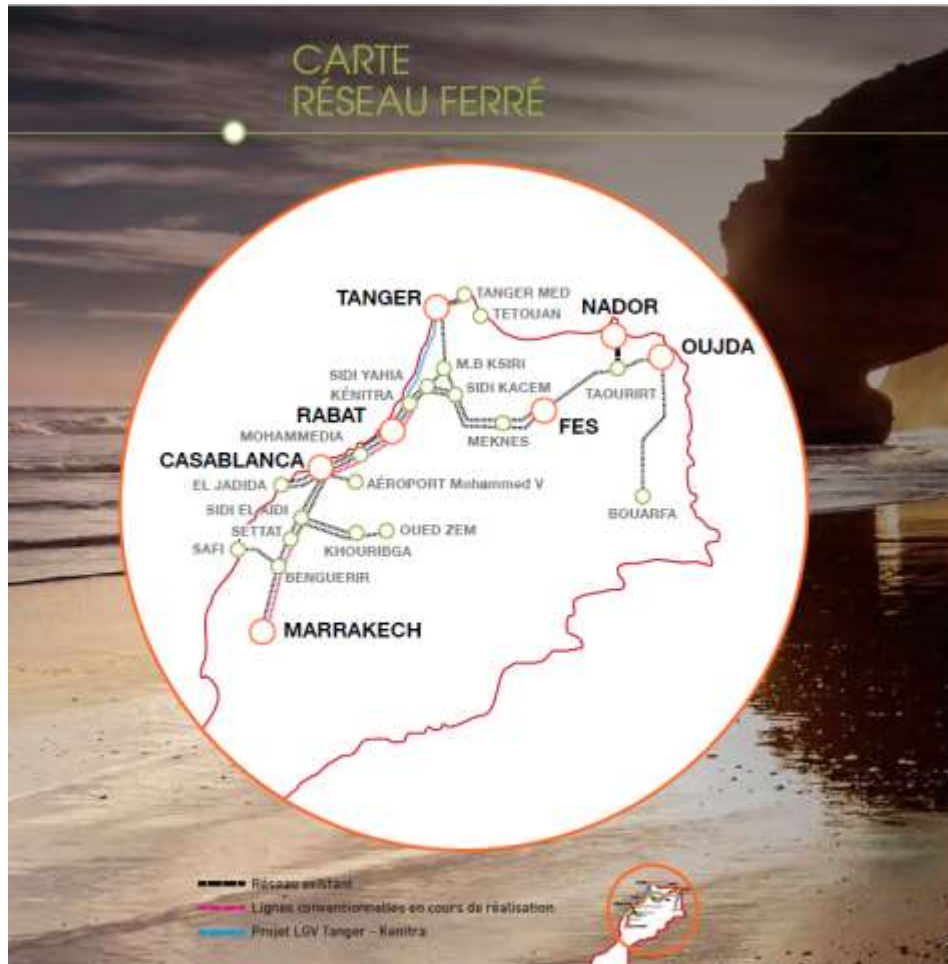 CARTE
RÉSEAU FERRÉ
TANGER
TANGER MED
TETOUAN
NADOR
OUJDA
M.B KSIRI
SIDI YAHIA
SIDI KACEM
TAOURIRT
KÉNITRA
RABAT
FES
MOHAMMEDIA
MEKNES
CASABLANCA
EL JADIDA
AÉROPORT Mohammed V
SIDI EL AIDI
BOUARFA
SETTAT
OUED ZEM
SAFI
KHOURIBGA
BENGUERIR
MARRAKECH
Réseau existant
Lignes conventionnelles en cours de réalisation
Projet LGV Tanger - Kenitra